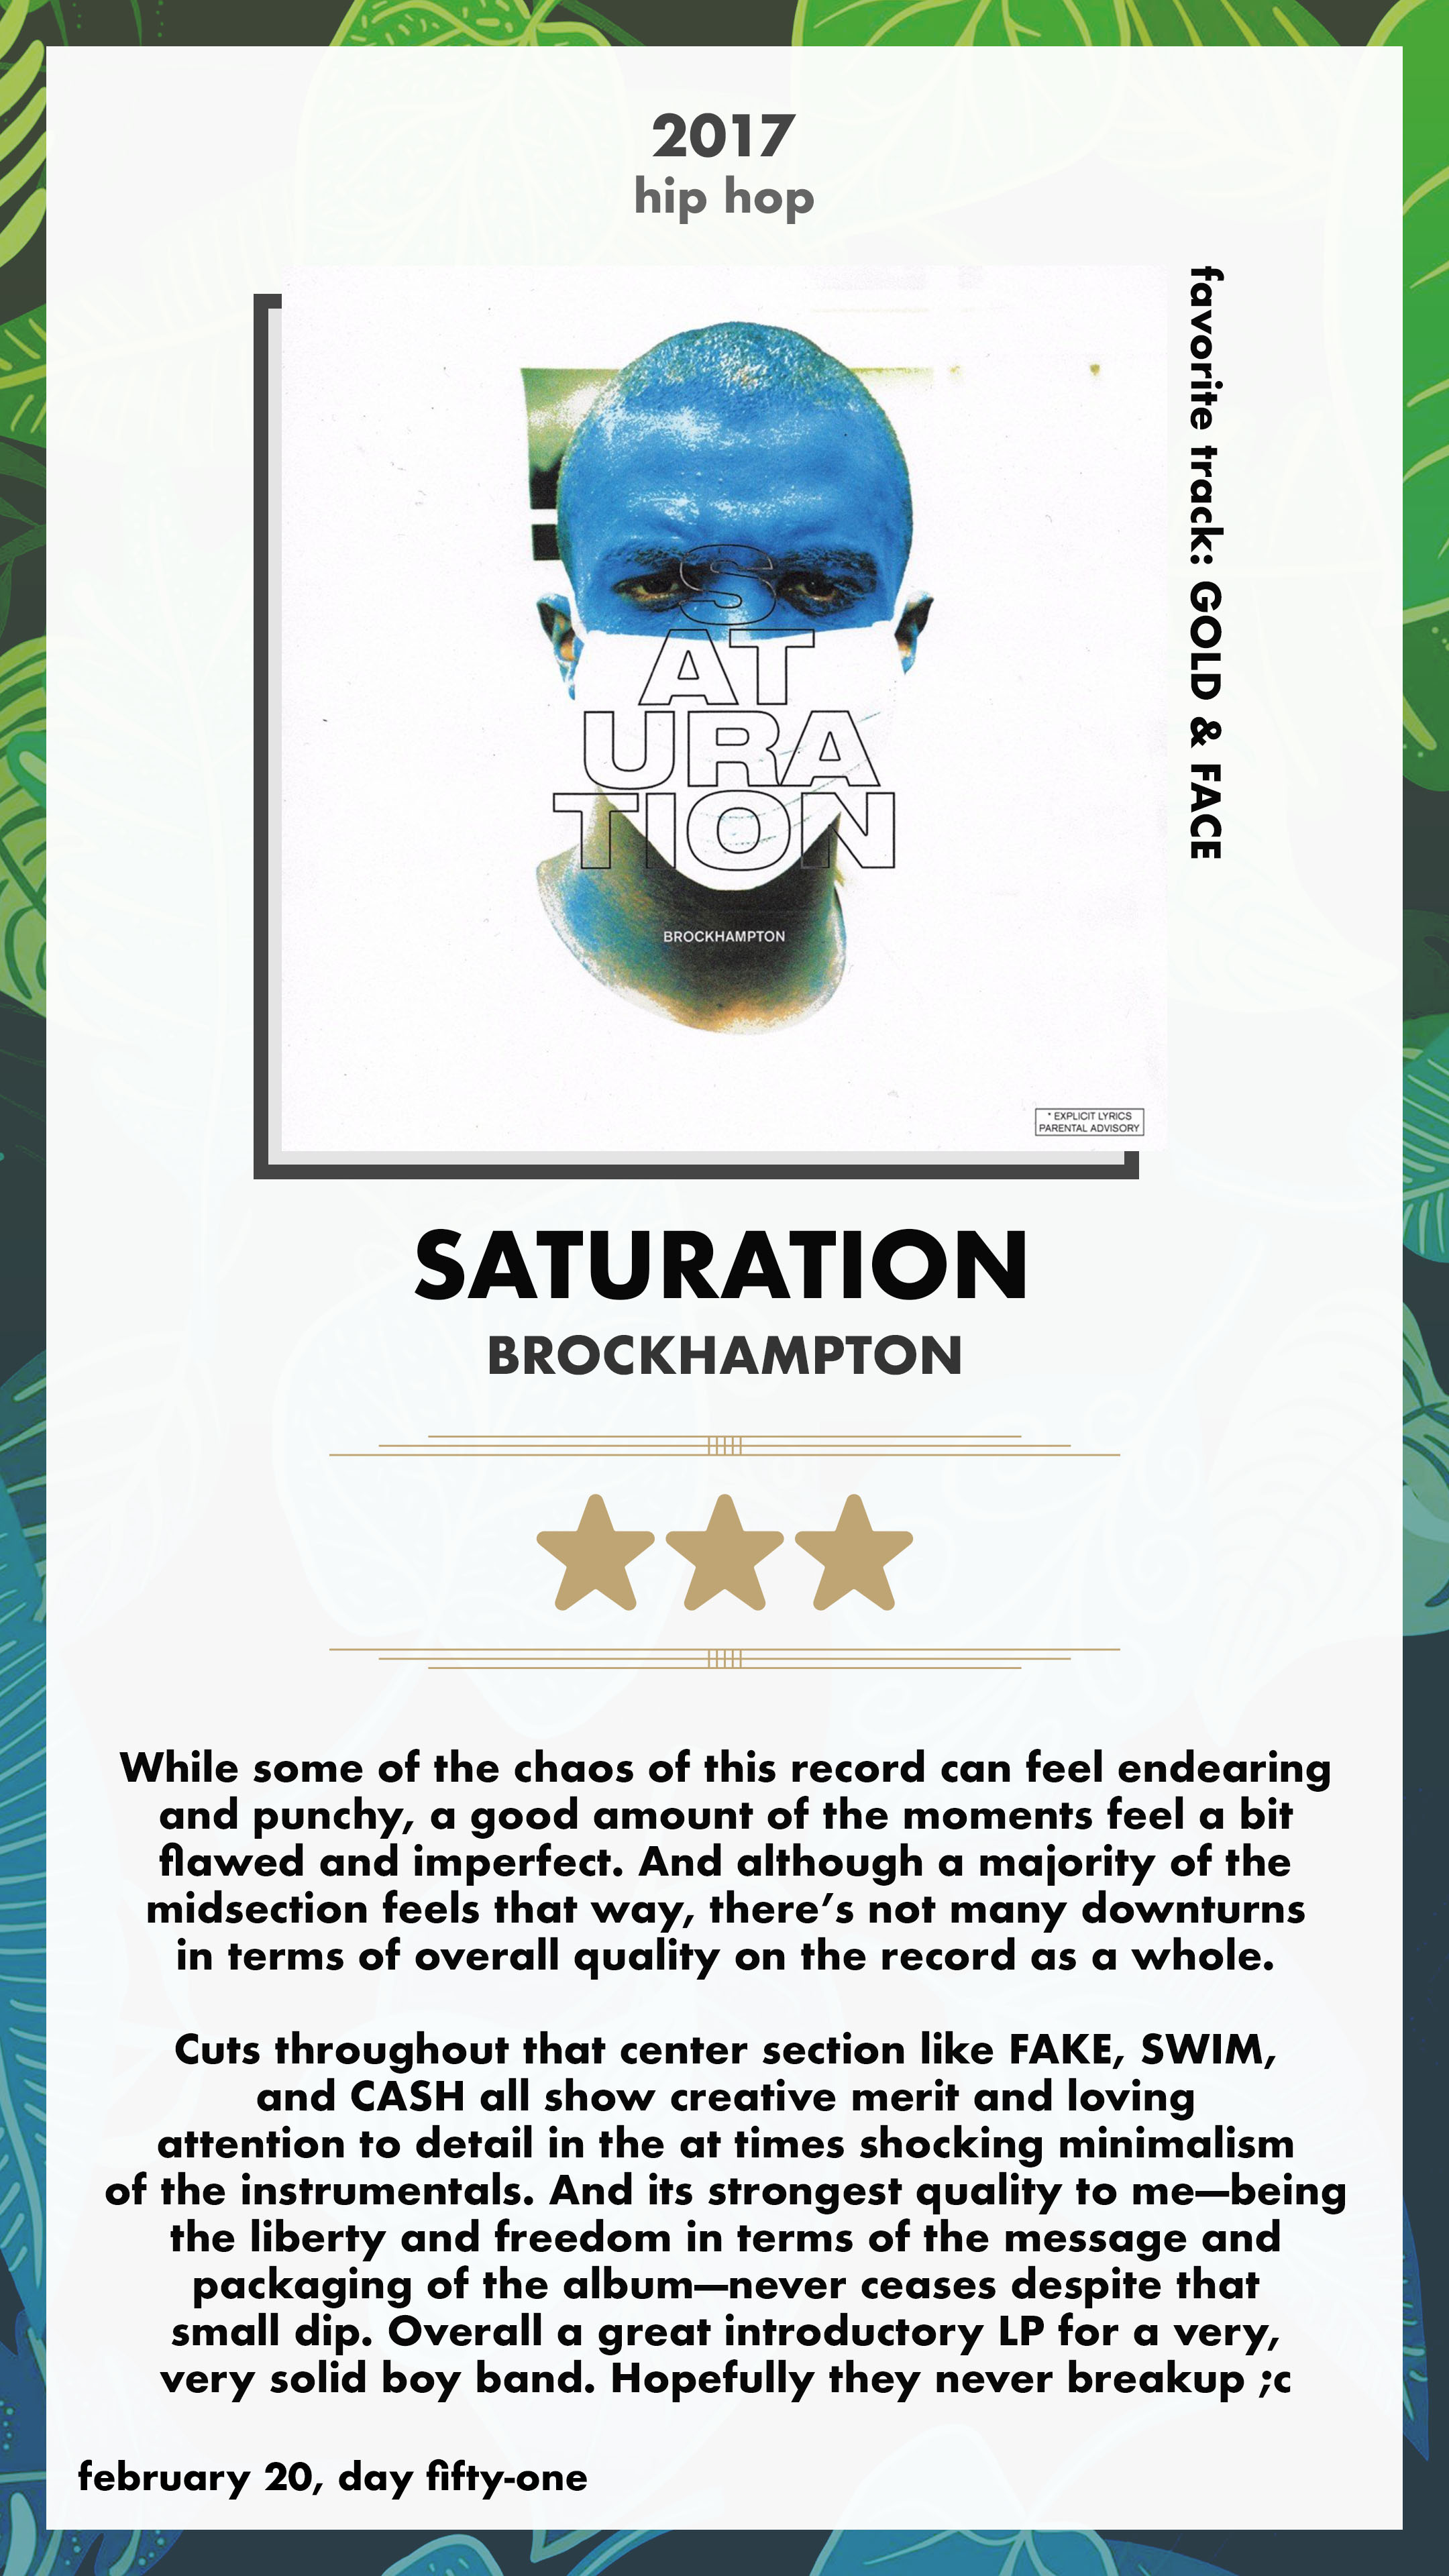 2017
hip hop
favorite track: GOLD & FACE
S
AT
URA
TION
BROCKHAMPTON
* EXPLICIT LYRICS
PARENTAL ADVISORY
SATURATION
BROCKHAMPTON
While some of the chaos of this record can feel endearing
and punchy, a good amount of the moments feel a bit
flawed and imperfect. And although a majority of the
midsection feels that way, there’s not many downturns
in terms of overall quality on the record as a whole.
Cuts throughout that center section like FAKE, SWIM,
and CASH all show creative merit and loving
attention to detail in the at times shocking minimalism
of the instrumentals. And its strongest quality to me—being
the liberty and freedom in terms of the message and
packaging of the album—never ceases despite that
small dip. Overall a great introductory LP for a very,
very solid boy band. Hopefully they never breakup ;c
february 20, day fifty-one